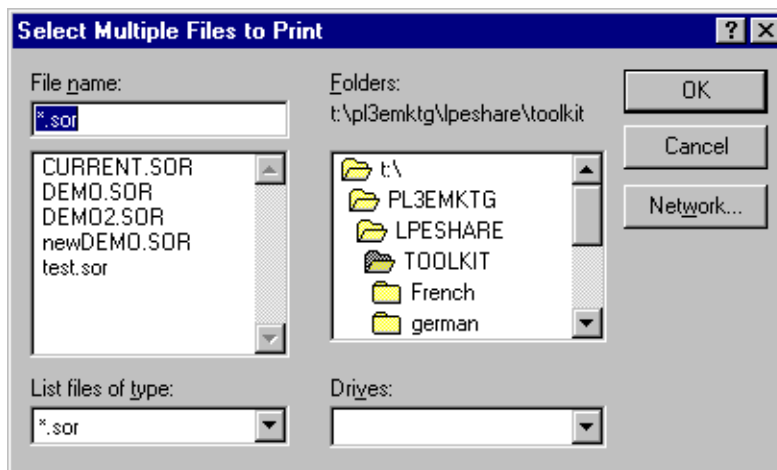 Select Multiple Files to Print
File name:
*.sor
CURRENT.SOR
DEMO.SOR
DEMO2.SOR
newDEMO.SOR
test.sor
List files of type:
*.sor
Folders:
t:\pl3emktg\lpeshare\toolkit
t:\
PL3EMKTG
LPESHARE
TOOLKIT
French
german
Drives:
OK
Cancel
Network...